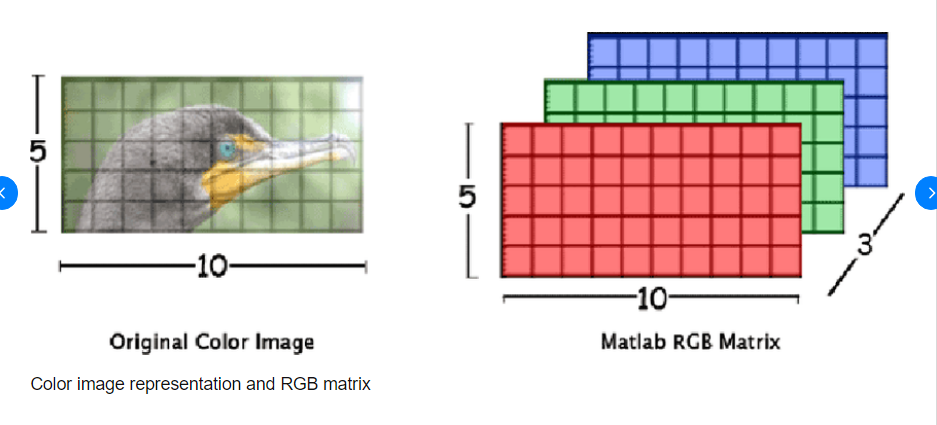 5
10
Original Color Image
5
10
3
Matlab RGB Matrix
Color image representation and RGB matrix